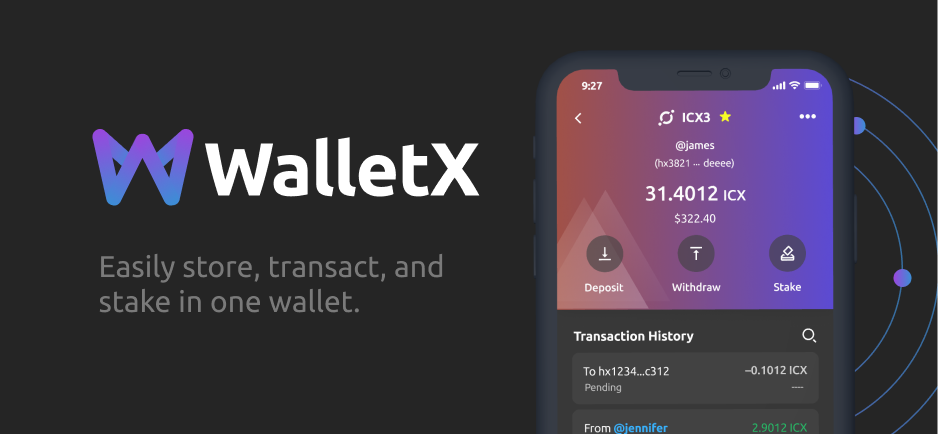 WalletX
Easily store, transact, and
stake in one wallet.
9:27
ICX3
@james
(hx3821 ... deeee)
31.4012 ICX
$322.40
Deposit Withdraw Stake
Transaction History
To hx1234...c312 –0.1012 ICX
Pending ----
From @jennifer 2.9012 ICX